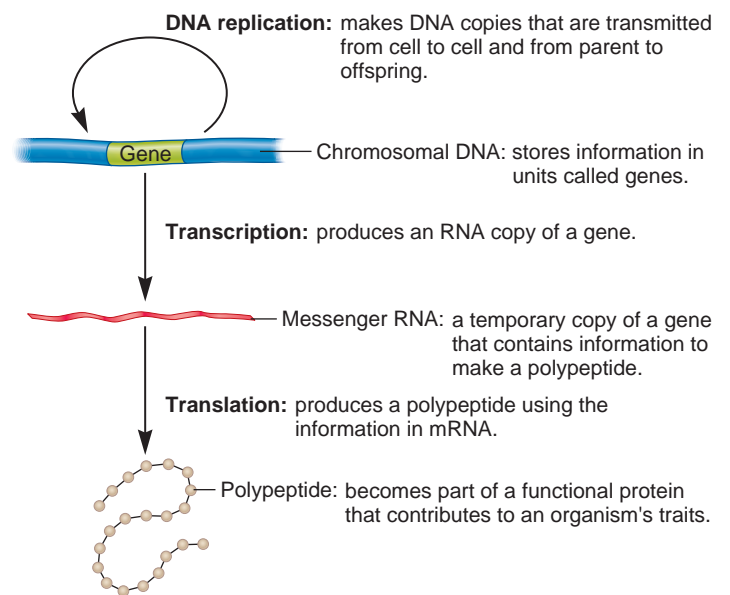 DNA replication: makes DNA copies that are transmitted
from cell to cell and from parent to
offspring.
Gene
Chromosomal DNA: stores information in
units called genes.
Transcription: produces an RNA copy of a gene.
Messenger RNA: a temporary copy of a gene
that contains information to
make a polypeptide.
Translation: produces a polypeptide using the
information in mRNA.
Polypeptide: becomes part of a functional protein
that contributes to an organism's traits.